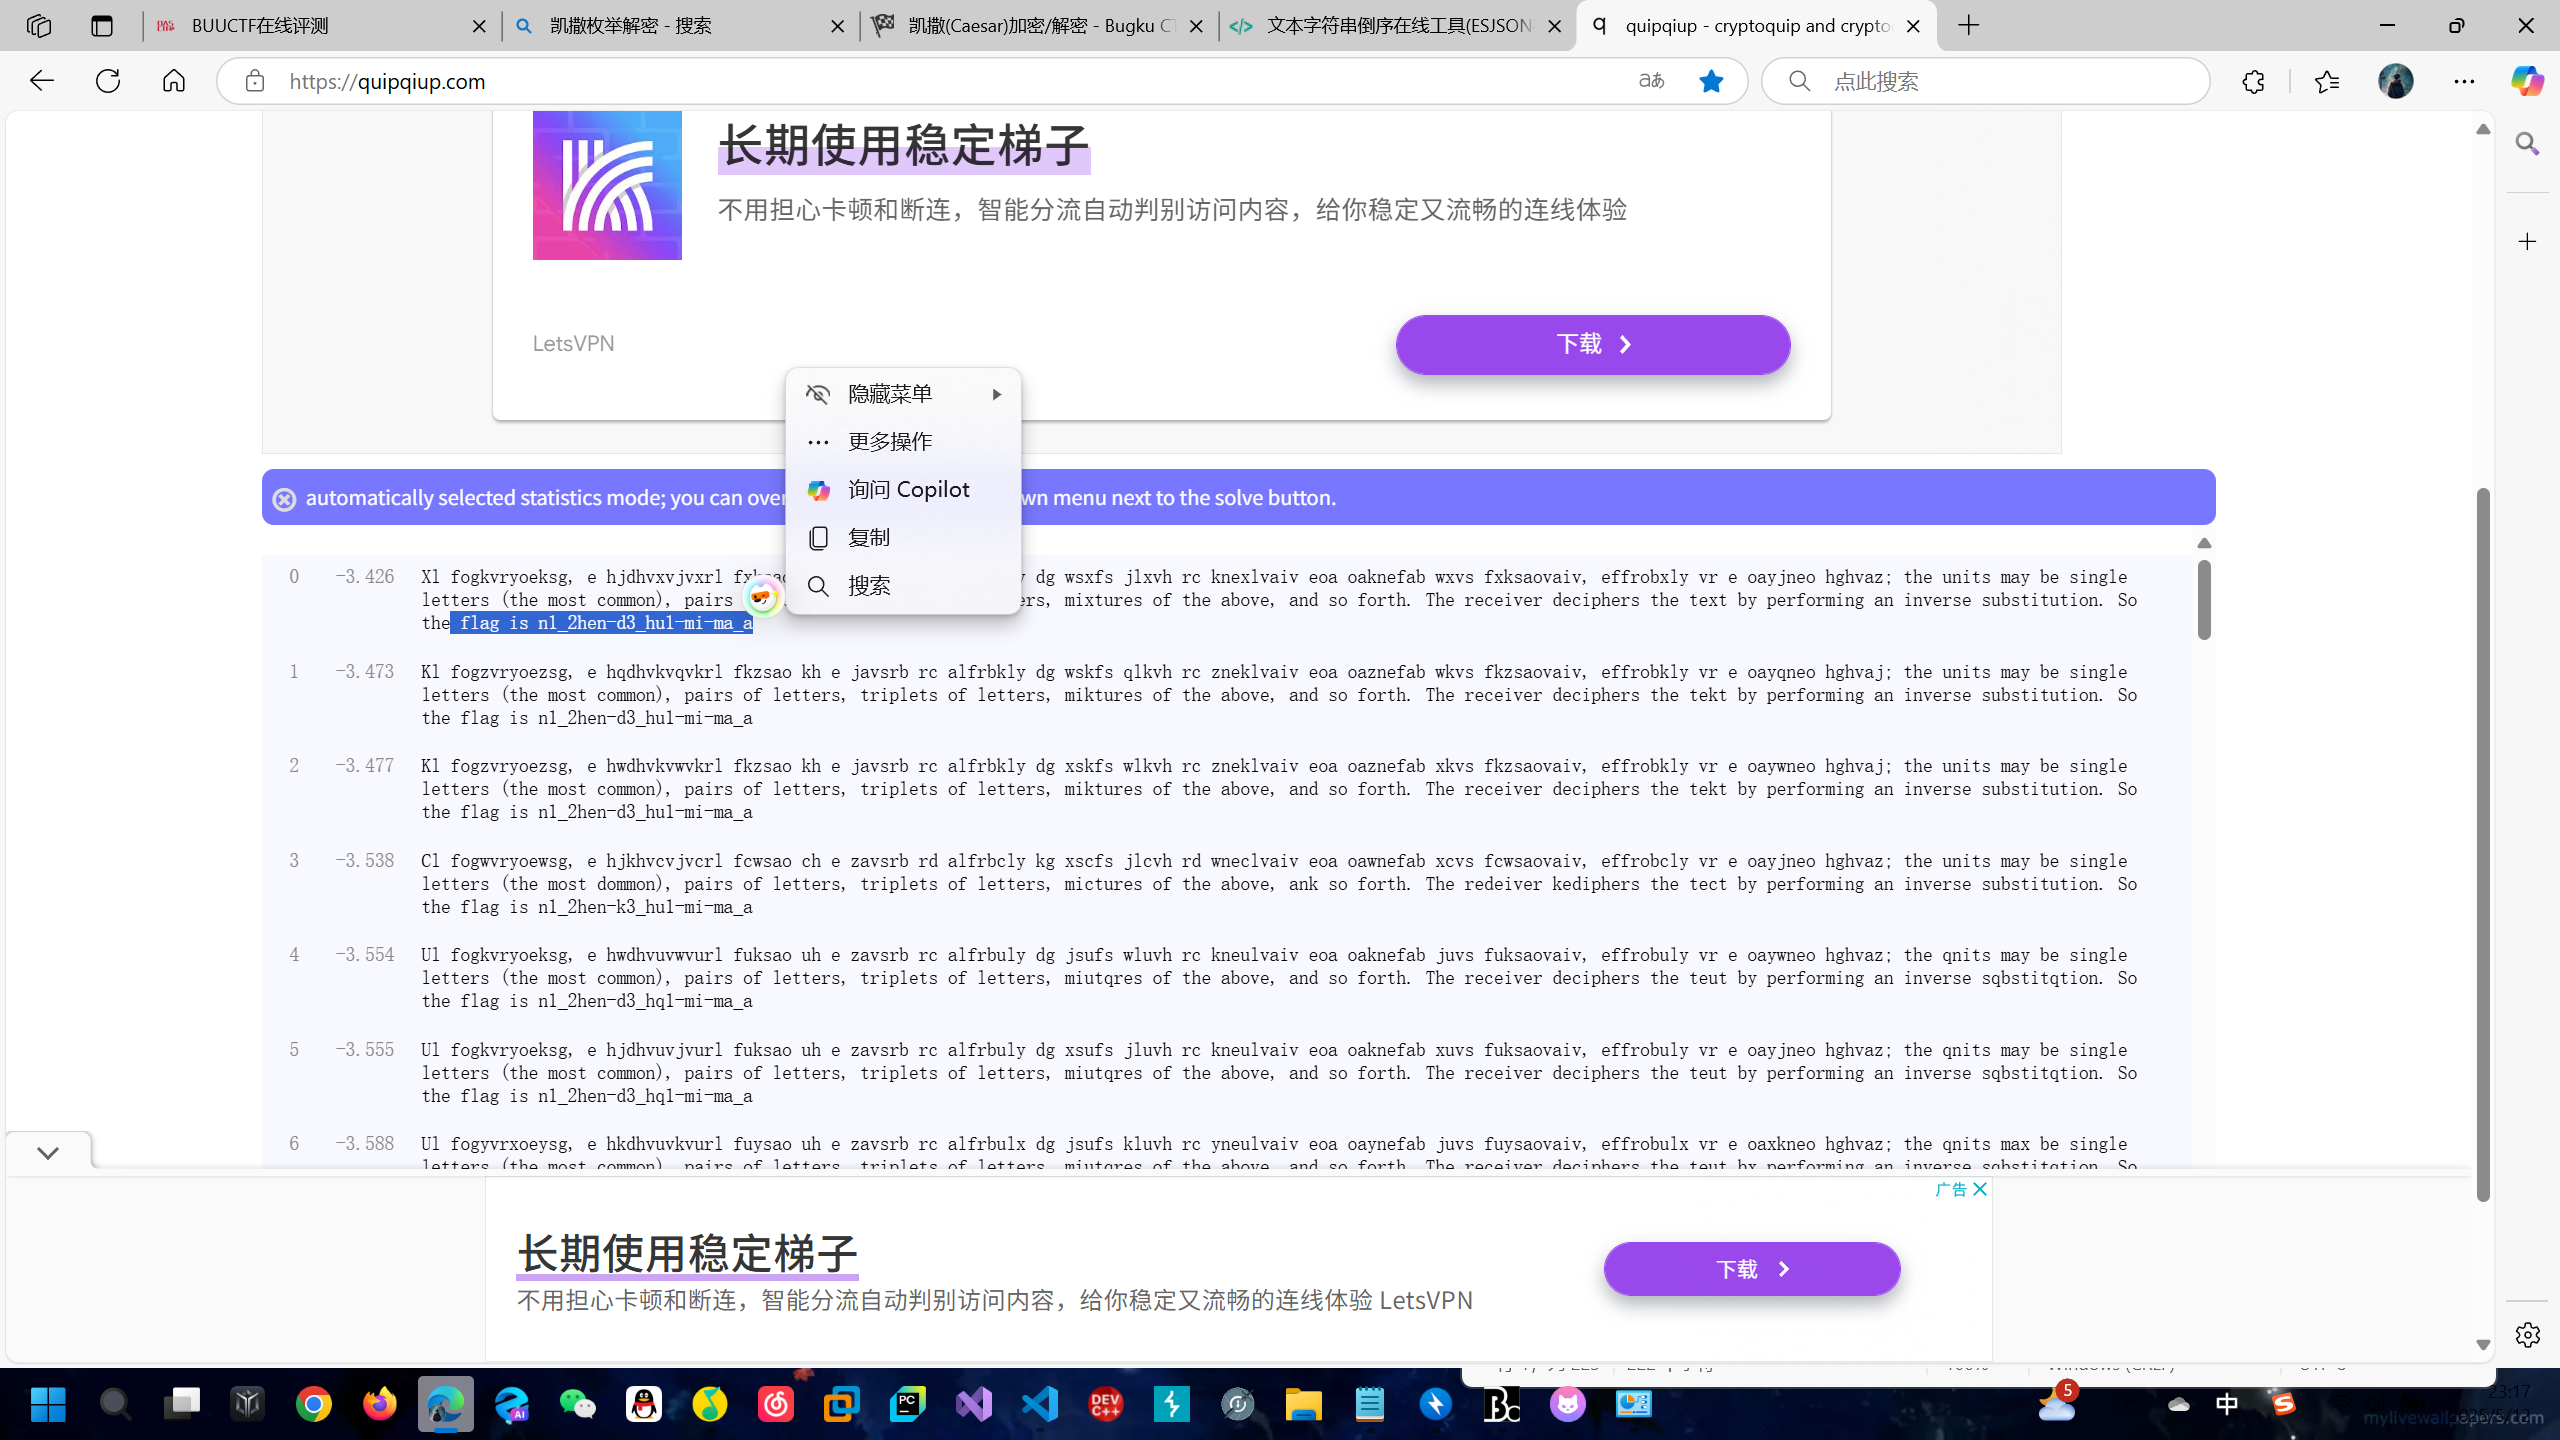 BUUCTF在线评测
凯撒枚举解密 - 搜索
凯撒(Caesar)加密/解密 - Bugku CT
文本字符串倒序在线工具(ESJSON
quipqiup - cryptoquip and crypto
https://quipqiup.com
点此搜索
长期使用稳定梯子
不用担心卡顿和断连，智能分流自动判别访问内容，给你稳定又流畅的连线体验
LetsVPN
下载
隐藏菜单
更多操作
询问 Copilot
复制
搜索
automatically selected statistics mode; you can over wn menu next to the solve button.
0 -3.426 Xl fogkvryoeksg, e hjdhvxvjvxrl dg wsxfs jlxvh rc knexlvaiv eoa oaknefab wxvs fxksaovaiv, effrobxly vr e oayjneo hghvaz; the units may be single
letters (the most common), pairs ers, mixtures of the above, and so forth. The receiver deciphers the text by performing an inverse substitution. So
the flag is nl_2hen-d3_hul-mi-ma_a
1 -3.473 Kl fogzvryoezsg, e hqdhvkvqvkrl fkzsao kh e javsrb rc alfrbkly dg wskfs qlkvh rc zneklvaiv eoa oaznefab wkvs fkzsaovaiv, effrobkly vr e oayqneo hghvaj; the units may be single
letters (the most common), pairs of letters, triplets of letters, miktures of the above, and so forth. The receiver deciphers the tekt by performing an inverse substitution. So
the flag is nl_2hen-d3_hul-mi-ma_a
2 -3.477 Kl fogzvryoezsg, e hwdhvkvwvkrl fkzsao kh e javsrb rc alfrbkly dg xskfs wlkvh rc zneklvaiv eoa oaznefab xkvs fkzsaovaiv, effrobkly vr e oaywneo hghvaj; the units may be single
letters (the most common), pairs of letters, triplets of letters, miktures of the above, and so forth. The receiver deciphers the tekt by performing an inverse substitution. So
the flag is nl_2hen-d3_hul-mi-ma_a
3 -3.538 Cl fogwvryoewsg, e hjkhvcvjvcrl fcwsao ch e zavsrb rd alfrbcly kg xscfs jlcvh rd wneclvaiv eoa oawnefab xcvs fcwsaovaiv, effrobcly vr e oayjneo hghvaz; the units may be single
letters (the most dommon), pairs of letters, triplets of letters, mictures of the above, ank so forth. The redeiver kediphers the tect by performing an inverse substitution. So
the flag is nl_2hen-k3_hul-mi-ma_a
4 -3.554 Ul fogkvryoeksg, e hwdhvuvwvurl fuksao uh e zavsrb rc alfrbuly dg jsufs wluvh rc kneulvaiv eoa oaknefab juvs fuksaovaiv, effrobuly vr e oaywneo hghvaz; the qnits may be single
letters (the most common), pairs of letters, triplets of letters, miutqres of the above, and so forth. The receiver deciphers the teut by performing an inverse sqbstitqtion. So
the flag is nl_2hen-d3_hql-mi-ma_a
5 -3.555 Ul fogkvryoeksg, e hjdhvuvjvurl fuksao uh e zavsrb rc alfrbuly dg xsufs jluvh rc kneulvaiv eoa oaknefab xuvs fuksaovaiv, effrobuly vr e oayjneo hghvaz; the qnits may be single
letters (the most common), pairs of letters, triplets of letters, miutqres of the above, and so forth. The receiver deciphers the teut by performing an inverse sqbstitqtion. So
the flag is nl_2hen-d3_hql-mi-ma_a
6 -3.588 Ul fogyvrxoeysg, e hkdhvuvkvurl fuysao uh e zavsrb rc alfrbulx dg jsufs kluvh rc yneulvaiv eoa oaynefab juvs fuysaovaiv, effrobulx vr e oaxkneo hghvaz; the qnits max be single
letters (the most common), pairs of letters, triplets of letters, miutqres of the above, and so forth. The receiver deciphers the teut bx performing an inverse sqbstitqtion. So
广告
长期使用稳定梯子
不用担心卡顿和断连，智能分流自动判别访问内容，给你稳定又流畅的连线体验 LetsVPN
下载
5
中
23:17
mylivewallpapers.com